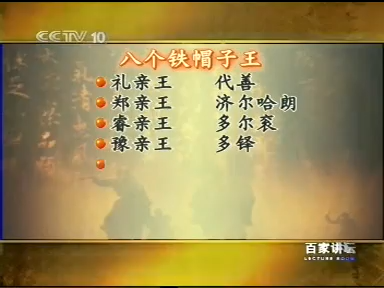 CCTV 10
八个铁帽子王
礼亲王 代善
郑亲王 济尔哈朗
睿亲王 多尔衮
豫亲王 多铎
百家讲坛
LECTURE ROOM